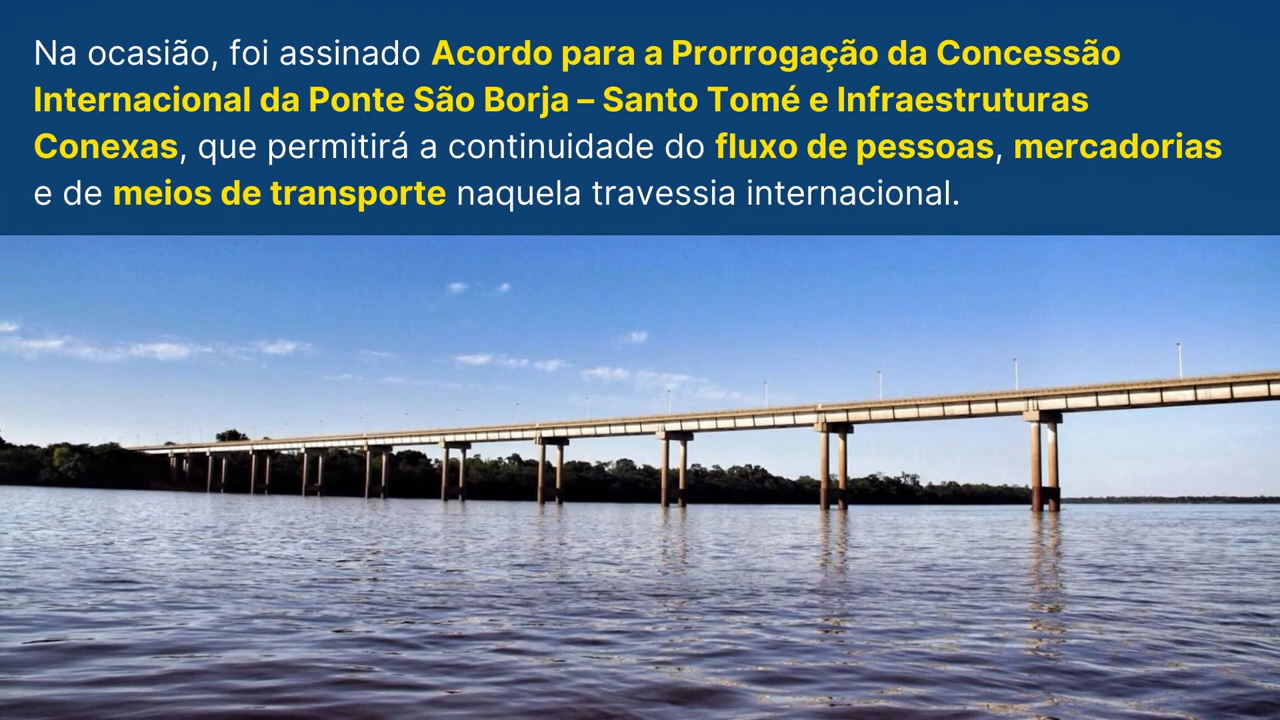 Na ocasião, foi assinado Acordo para a Prorrogação da Concessão
Internacional da Ponte São Borja – Santo Tomé e Infraestruturas
Conexas, que permitirá a continuidade do fluxo de pessoas, mercadorias
e de meios de transporte naquela travessia internacional.